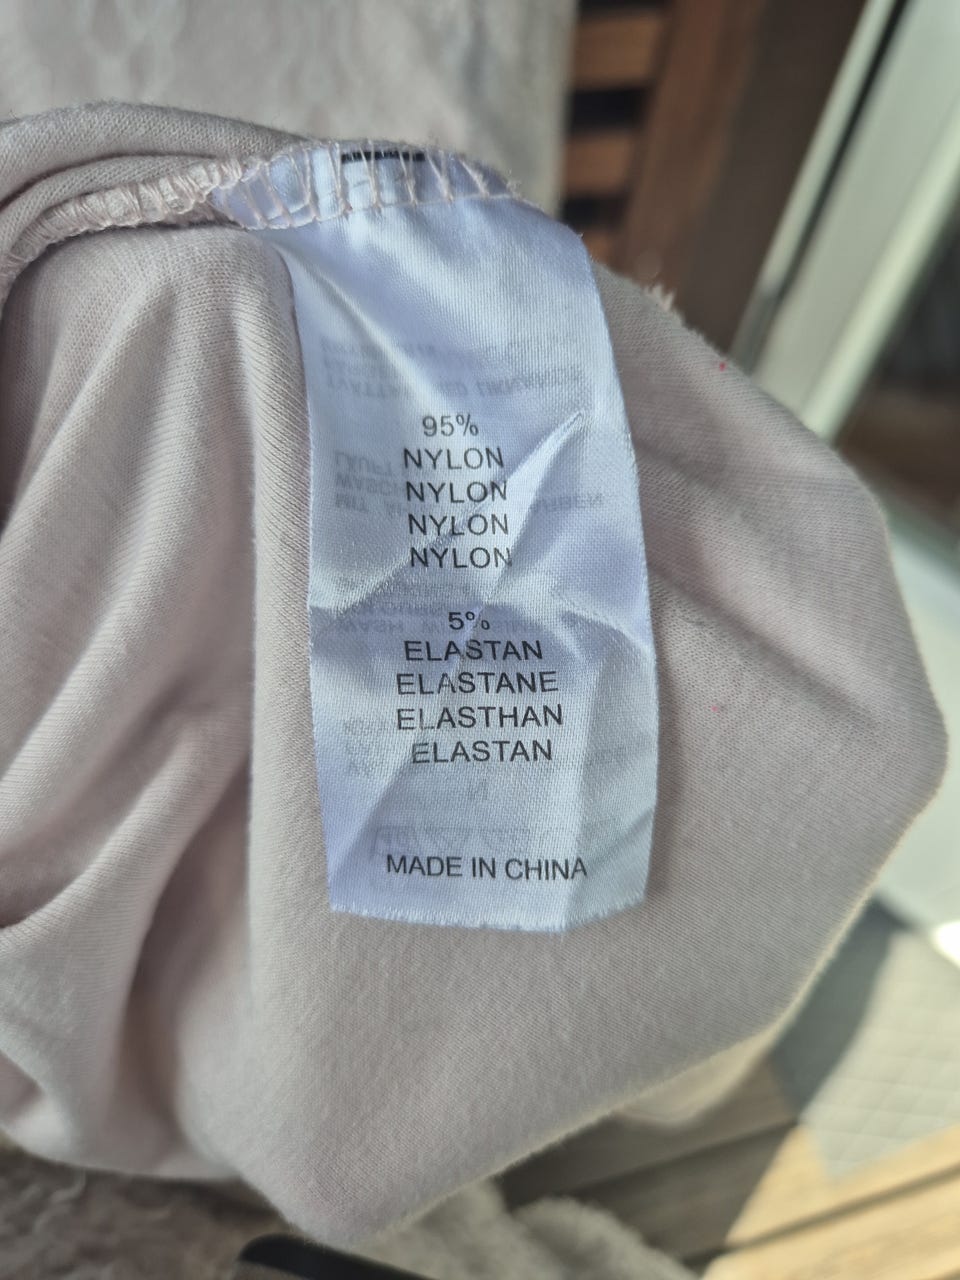 95%
NYLON
NYLON
NYLON
NYLON
5%
ELASTAN
ELASTANE
ELASTHAN
ELASTAN
MADE IN CHINA